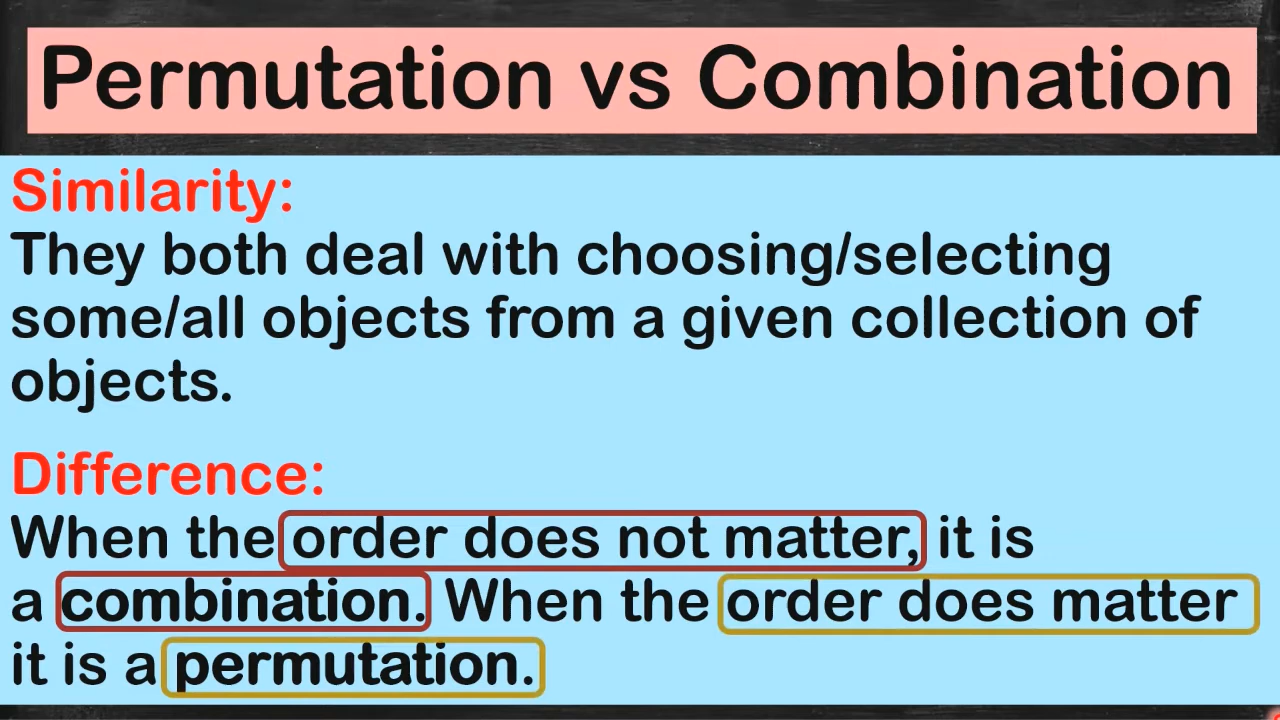 Permutation vs Combination
Similarity:
They both deal with choosing/selecting
some/all objects from a given collection of
objects.
Difference:
When the order does not matter, it is
a combination. When the order does matter
it is a permutation.